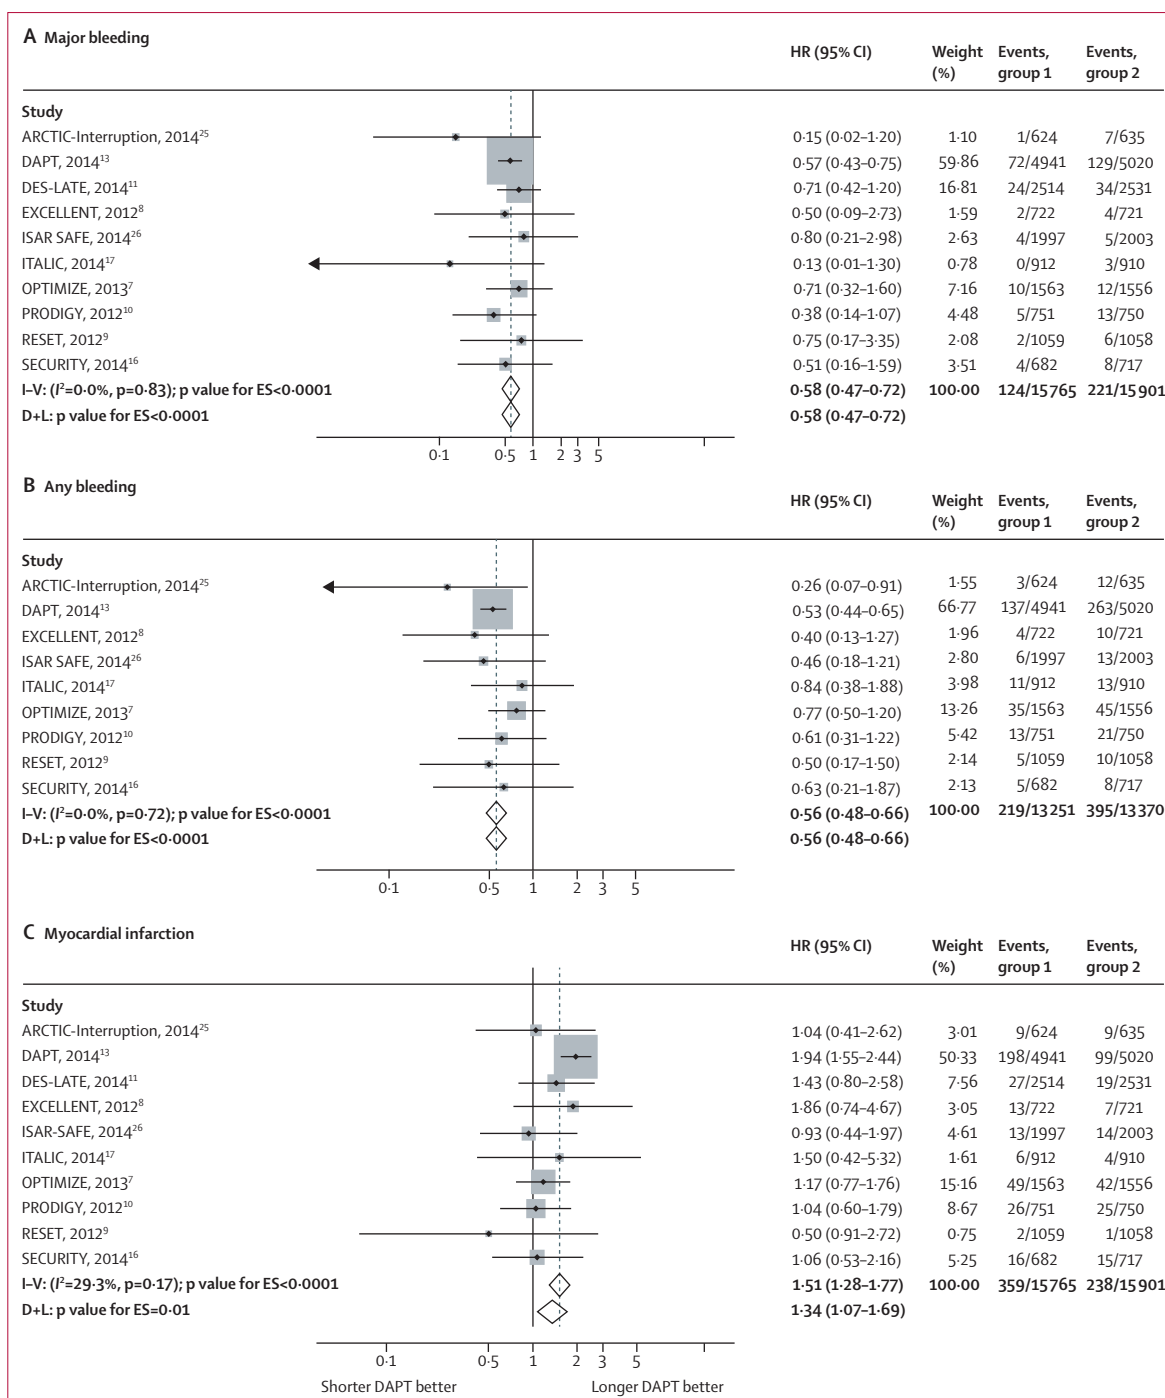 A Major bleeding
HR (95% CI) Weight (%) Events, group 1 Events, group 2
Study
ARCTIC-Interruption, 2014²⁵ 0·15 (0·02–1·20) 1·10 1/624 7/635
DAPT, 2014¹³ 0·57 (0·43–0·75) 59·86 72/4941 129/5020
DES-LATE, 2014¹¹ 0·71 (0·42–1·20) 16·81 24/2514 34/2531
EXCELLENT, 2012⁸ 0·50 (0·09–2·73) 1·59 2/722 4/721
ISAR SAFE, 2014²⁶ 0·80 (0·21–2·98) 2·63 4/1997 5/2003
ITALIC, 2014¹⁷ 0·13 (0·01–1·30) 0·78 0/912 3/910
OPTIMIZE, 2013⁷ 0·71 (0·32–1·60) 7·16 10/1563 12/1556
PRODIGY, 2012¹⁰ 0·38 (0·14–1·07) 4·48 5/751 13/750
RESET, 2012⁹ 0·75 (0·17–3·35) 2·08 2/1059 6/1058
SECURITY, 2014¹⁶ 0·51 (0·16–1·59) 3·51 4/682 8/717
I–V: (I²=0·0%, p=0·83); p value for ES<0·0001 0·58 (0·47–0·72) 100·00 124/15765 221/15901
D+L: p value for ES<0·0001 0·58 (0·47–0·72)
0·1 0·5 1 2 3 5
B Any bleeding
HR (95% CI) Weight (%) Events, group 1 Events, group 2
Study
ARCTIC-Interruption, 2014²⁵ 0·26 (0·07–0·91) 1·55 3/624 12/635
DAPT, 2014¹³ 0·53 (0·44–0·65) 66·77 137/4941 263/5020
EXCELLENT, 2012⁸ 0·40 (0·13–1·27) 1·96 4/722 10/721
ISAR SAFE, 2014²⁶ 0·46 (0·18–1·21) 2·80 6/1997 13/2003
ITALIC, 2014¹⁷ 0·84 (0·38–1·88) 3·98 11/912 13/910
OPTIMIZE, 2013⁷ 0·77 (0·50–1·20) 13·26 35/1563 45/1556
PRODIGY, 2012¹⁰ 0·61 (0·31–1·22) 5·42 13/751 21/750
RESET, 2012⁹ 0·50 (0·17–1·50) 2·14 5/1059 10/1058
SECURITY, 2014¹⁶ 0·63 (0·21–1·87) 2·13 5/682 8/717
I–V: (I²=0·0%, p=0·72); p value for ES<0·0001 0·56 (0·48–0·66) 100·00 219/13251 395/13370
D+L: p value for ES<0·0001 0·56 (0·48–0·66)
0·1 0·5 1 2 3 5
C Myocardial infarction
HR (95% CI) Weight (%) Events, group 1 Events, group 2
Study
ARCTIC-Interruption, 2014²⁵ 1·04 (0·41–2·62) 3·01 9/624 9/635
DAPT, 2014¹³ 1·94 (1·55–2·44) 50·33 198/4941 99/5020
DES-LATE, 2014¹¹ 1·43 (0·80–2·58) 7·56 27/2514 19/2531
EXCELLENT, 2012⁸ 1·86 (0·74–4·67) 3·05 13/722 7/721
ISAR-SAFE, 2014²⁶ 0·93 (0·44–1·97) 4·61 13/1997 14/2003
ITALIC, 2014¹⁷ 1·50 (0·42–5·32) 1·61 6/912 4/910
OPTIMIZE, 2013⁷ 1·17 (0·77–1·76) 15·16 49/1563 42/1556
PRODIGY, 2012¹⁰ 1·04 (0·60–1·79) 8·67 26/751 25/750
RESET, 2012⁹ 0·50 (0·91–2·72) 0·75 2/1059 1/1058
SECURITY, 2014¹⁶ 1·06 (0·53–2·16) 5·25 16/682 15/717
I–V: (I²=29·3%, p=0·17); p value for ES<0·0001 1·51 (1·28–1·77) 100·00 359/15765 238/15901
D+L: p value for ES=0·01 1·34 (1·07–1·69)
0·1 0·5 1 2 3 5
Shorter DAPT better Longer DAPT better